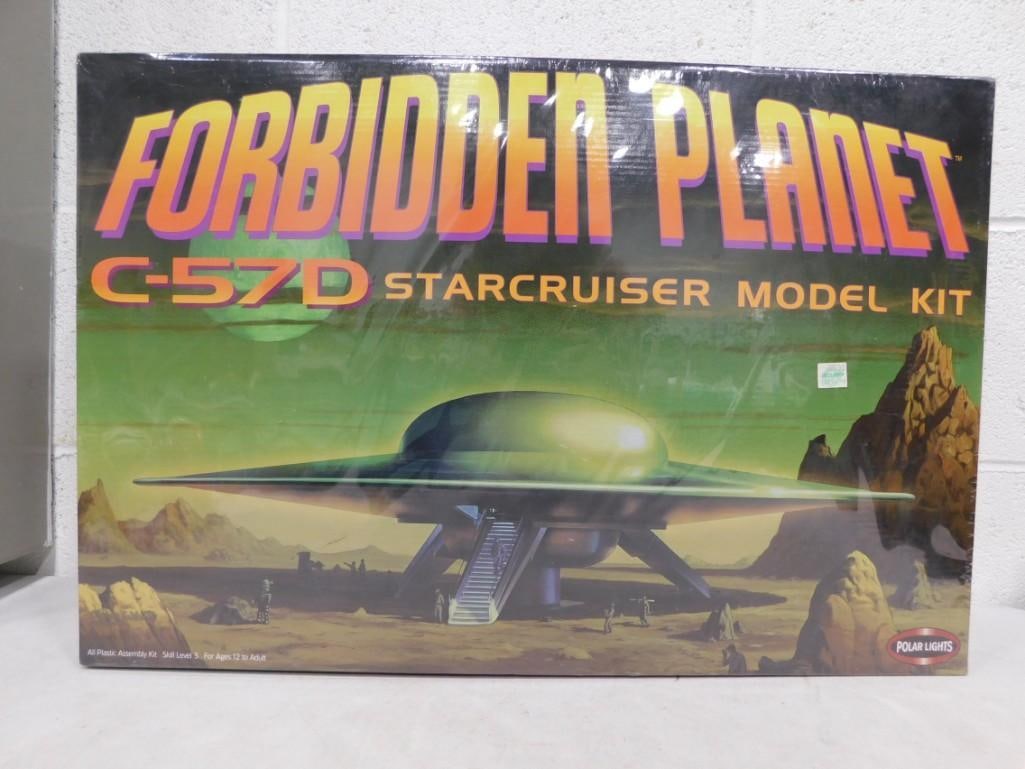 FORBIDDEN PLANET™
C-57D STARCRUISER MODEL KIT
All Plastic Assembly Kit Skill Level 3 For Ages 12 to Adult
POLAR LIGHTS